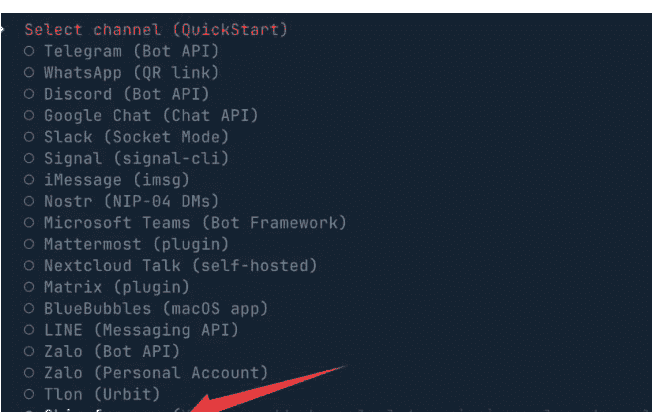 Select channel (QuickStart)
Telegram (Bot API)
WhatsApp (QR link)
Discord (Bot API)
Google Chat (Chat API)
Slack (Socket Mode)
Signal (signal-cli)
iMessage (imsg)
Nostr (NIP-04 DMs)
Microsoft Teams (Bot Framework)
Mattermost (plugin)
Nextcloud Talk (self-hosted)
Matrix (plugin)
BlueBubbles (macOS app)
LINE (Messaging API)
Zalo (Bot API)
Zalo (Personal Account)
Tlon (Urbit)